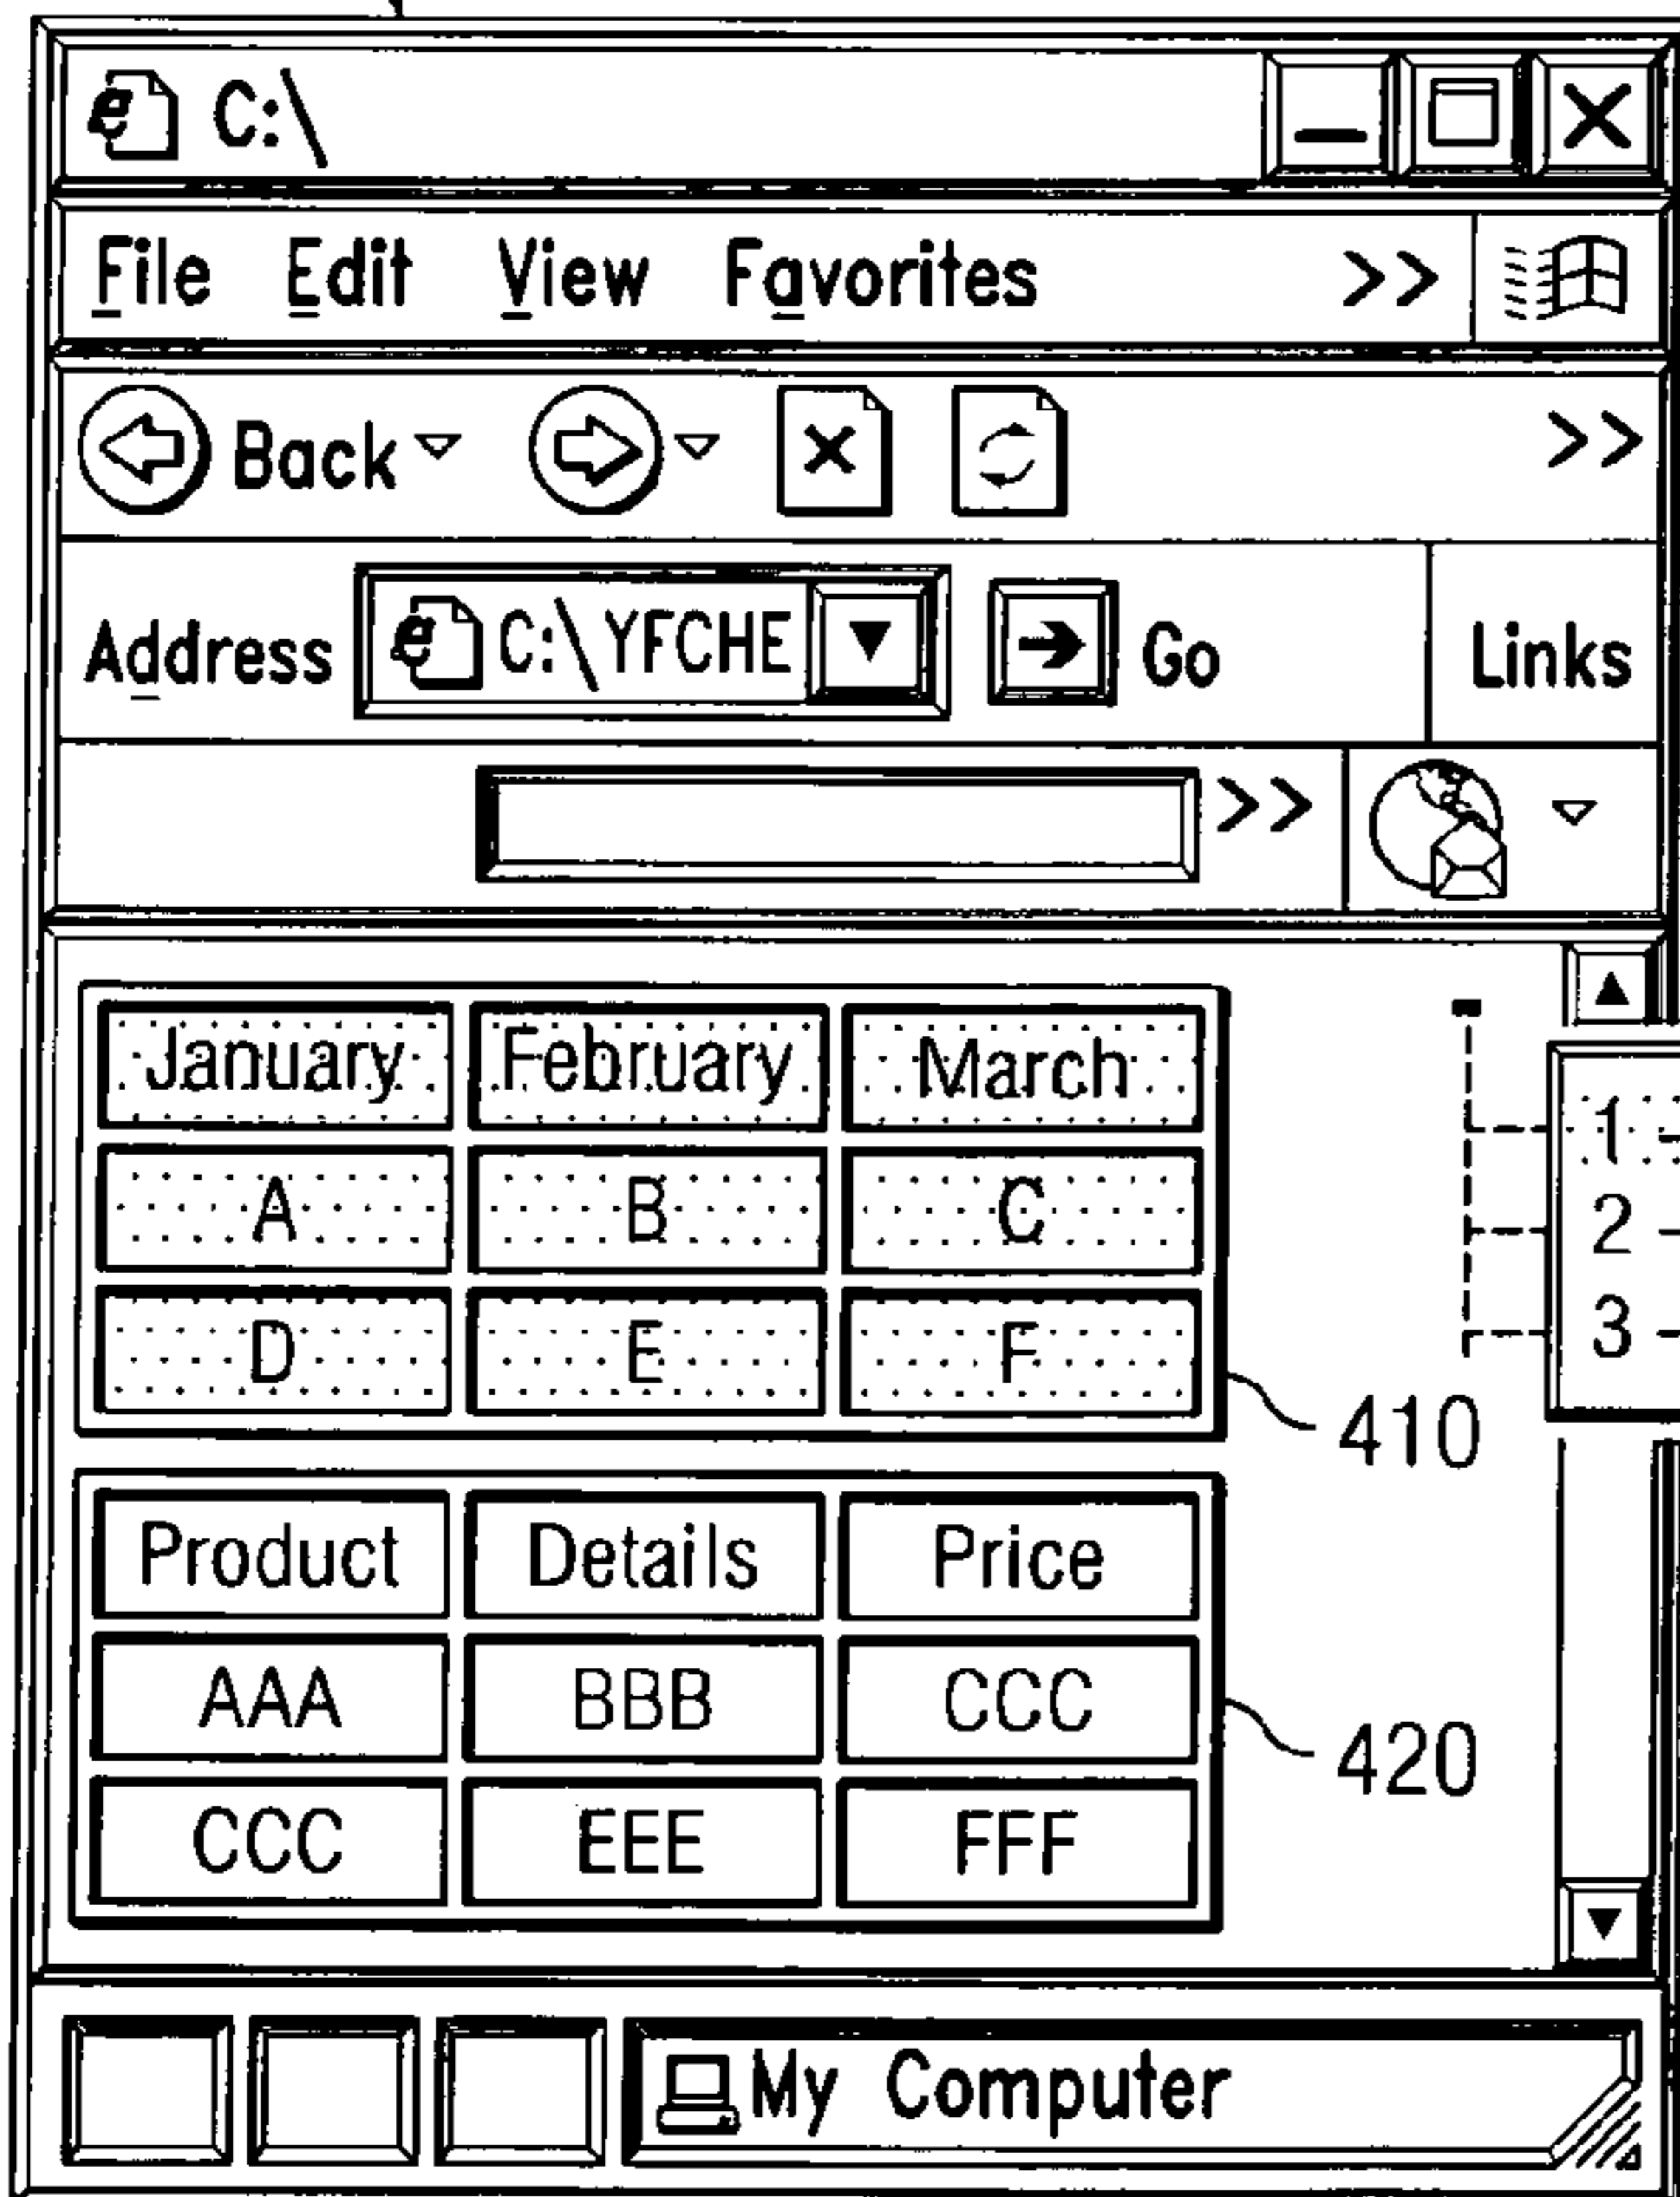 C:\
File Edit View Favorites >>
Back >>
Address C:\YFCHE Go Links
>>
January February March
A B C
D E F
1
2
3
410
Product Details Price
AAA BBB CCC
420
CCC EEE FFF
My Computer